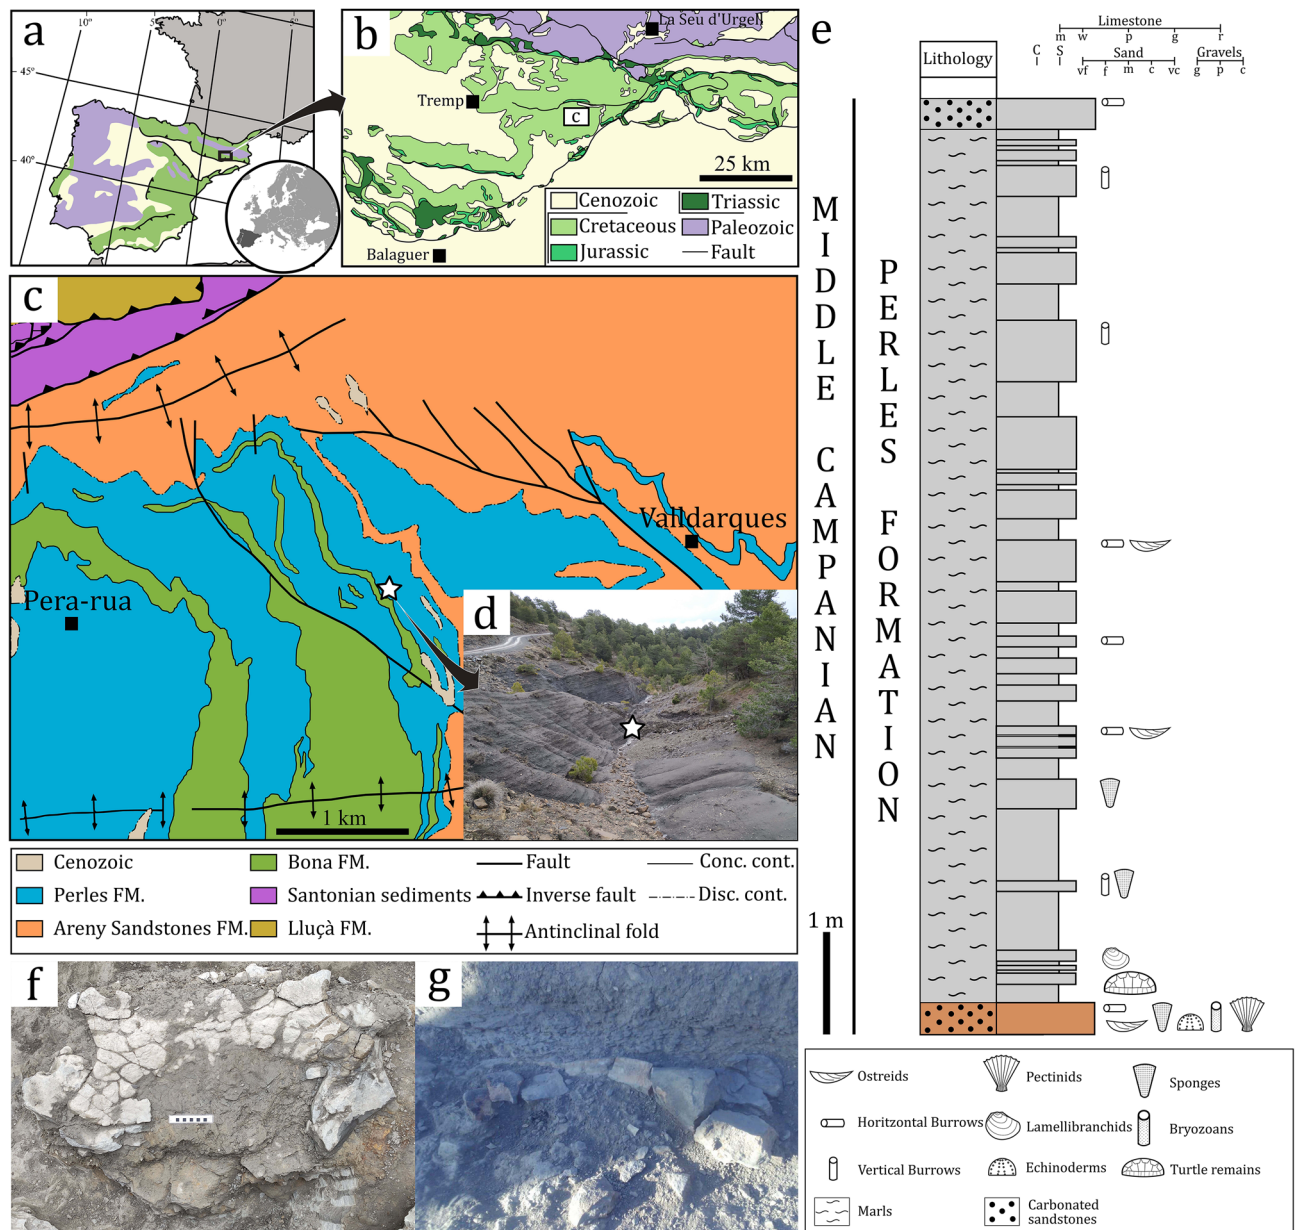 a
10°
5°
0°
5°
45°
40°
b
La Seu d'Urgell
Tremp
c
25 km
Cenozoic
Triassic
Cretaceous
Paleozoic
Jurassic
Fault
Balaguer
c
Valldarques
Pera-rua
1 km
d
Cenozoic
Bona FM.
Fault
Conc. cont.
Perles FM.
Santonian sediments
Inverse fault
Disc. cont.
Areny Sandstones FM.
Lluçà FM.
Antinclinal fold
f
g
e
Limestone
m w p g r
Lithology
C S
Sand
vf f m c vc
Gravels
g p c
MIDDLE CAMPANIAN
PERLES FORMATION
1 m
Ostreids
Pectinids
Sponges
Horitzontal Burrows
Lamellibranchids
Bryozoans
Vertical Burrows
Echinoderms
Turtle remains
Marls
Carbonated
sandstones